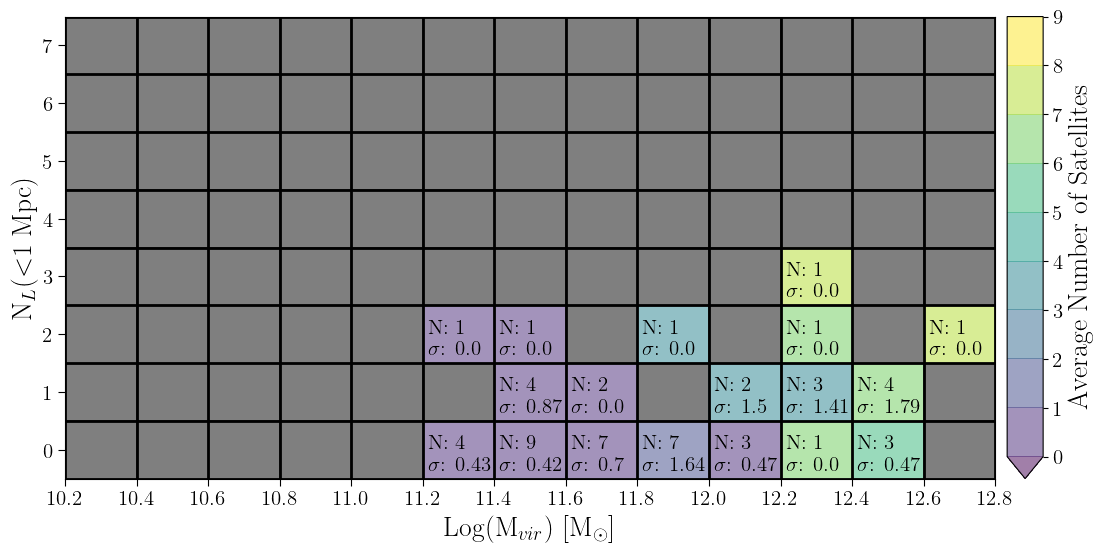 9
7
8
6
7
5
6
4
5
3
N: 1
σ: 0.0
4
2
N: 1
σ: 0.0
N: 1
σ: 0.0
N: 1
σ: 0.0
N: 1
σ: 0.0
N: 1
σ: 0.0
3
2
1
N: 4
σ: 0.87
N: 2
σ: 0.0
N: 2
σ: 1.5
N: 3
σ: 1.41
N: 4
σ: 1.79
1
0
N: 4
σ: 0.43
N: 9
σ: 0.42
N: 7
σ: 0.7
N: 7
σ: 1.64
N: 3
σ: 0.47
N: 1
σ: 0.0
N: 3
σ: 0.47
0
10.2 10.4 10.6 10.8 11.0 11.2 11.4 11.6 11.8 12.0 12.2 12.4 12.6 12.8
Log(M_vir) [M_⊙]
N_L(<1 Mpc)
Average Number of Satellites